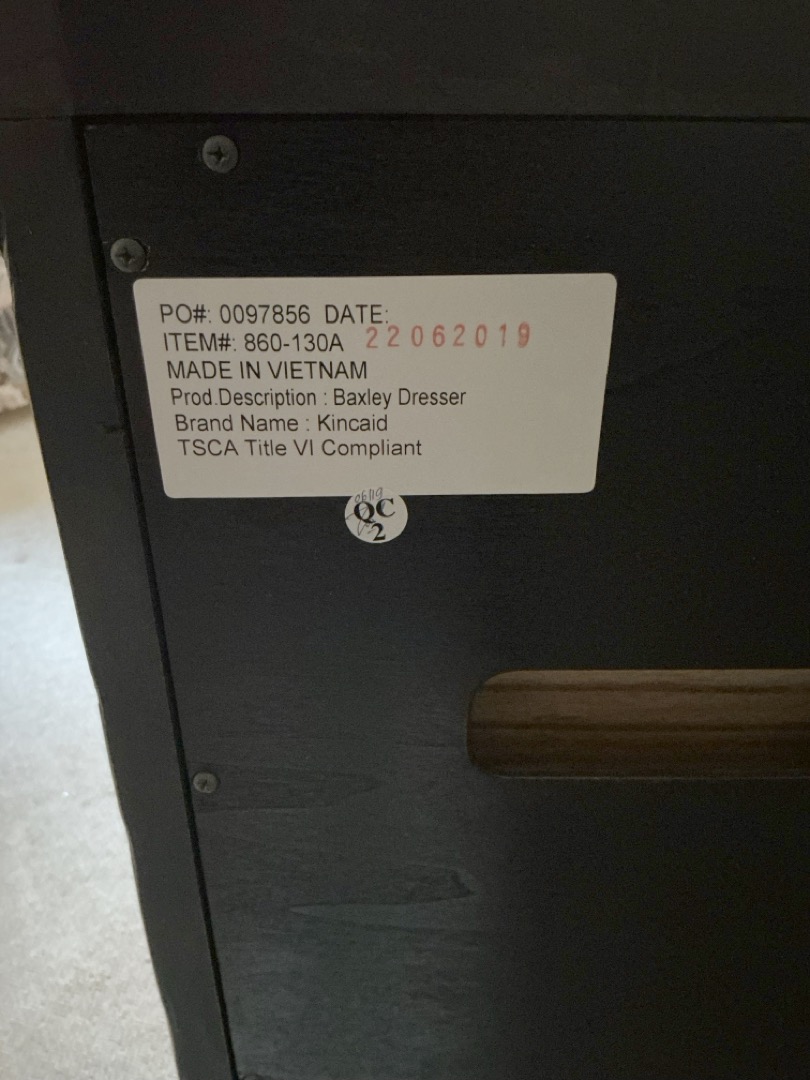 PO#: 0097856 DATE:
ITEM#: 860-130A 22062019
MADE IN VIETNAM
Prod.Description : Baxley Dresser
Brand Name : Kincaid
TSCA Title VI Compliant
QC
2